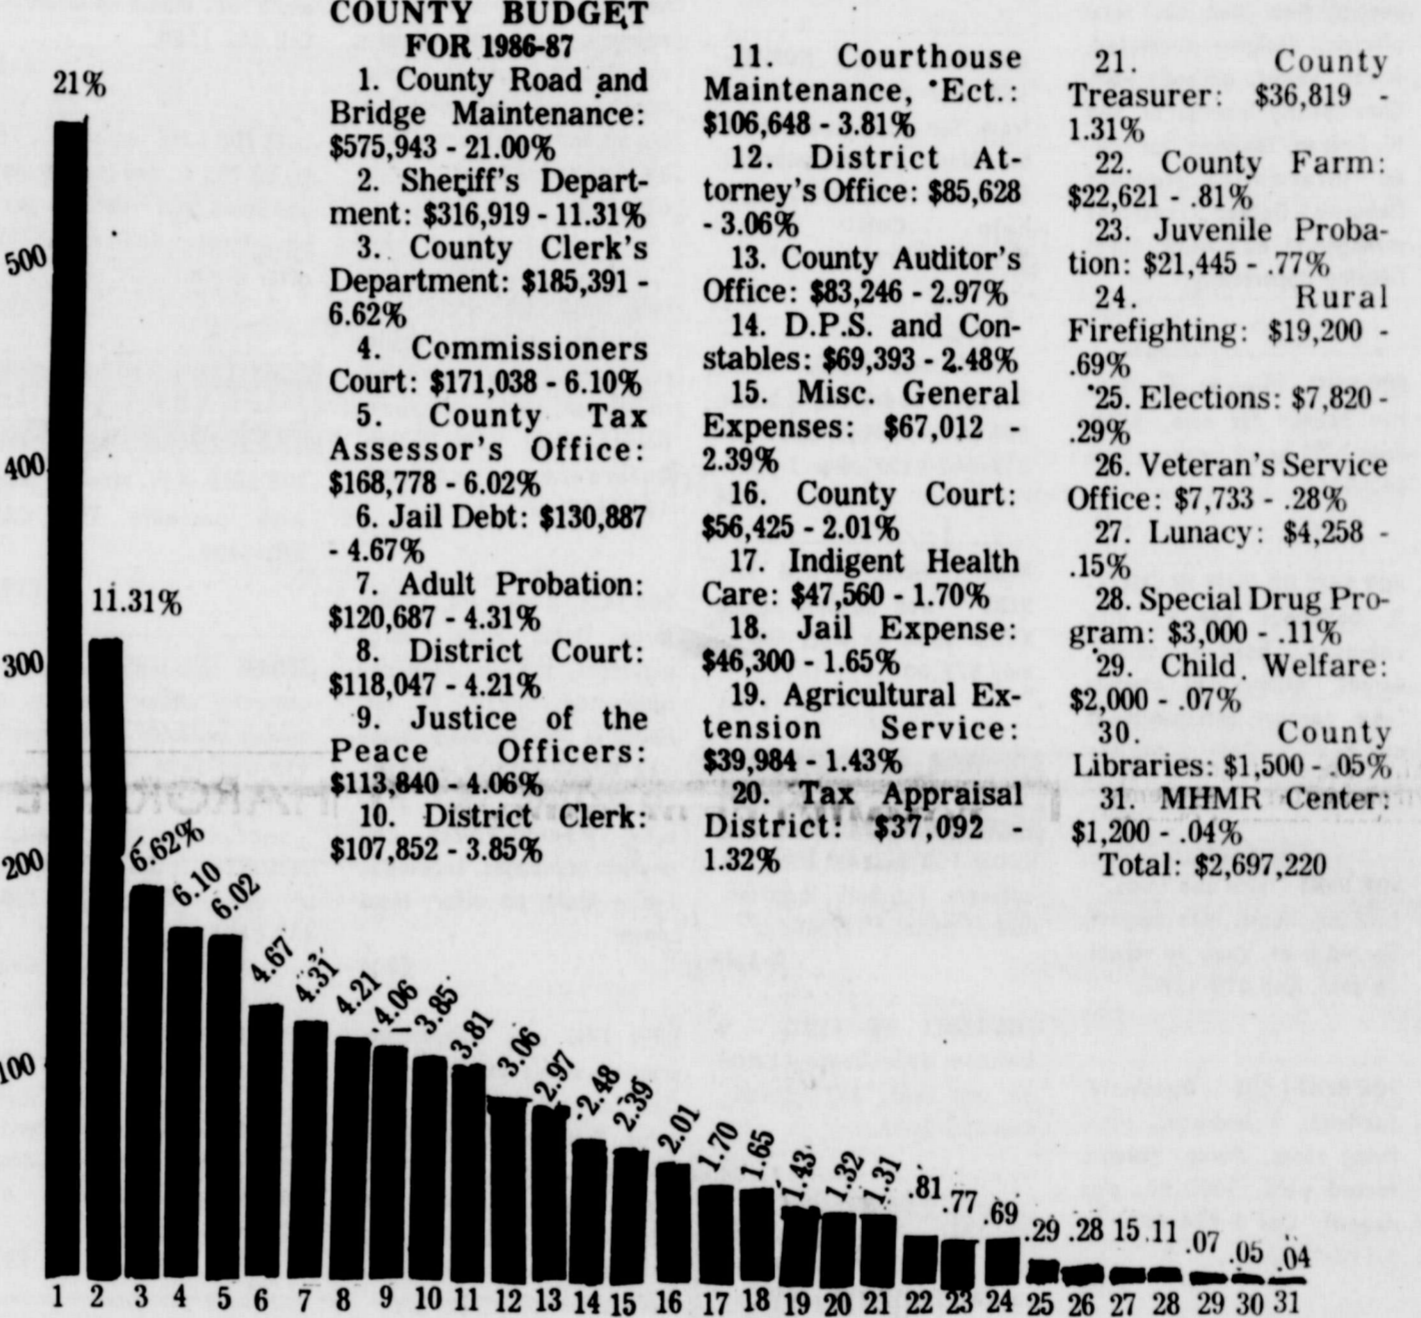 COUNTY BUDGET
FOR 1986-87
1. County Road and
Bridge Maintenance:
$575,943 - 21.00%
2. Sheriff's Depart-
ment: $316,919 - 11.31%
3. County Clerk's
Department: $185,391 -
6.62%
4. Commissioners
Court: $171,038 - 6.10%
5. County Tax
Assessor's Office:
$168,778 - 6.02%
6. Jail Debt: $130,887
- 4.67%
7. Adult Probation:
$120,687 - 4.31%
8. District Court:
$118,047 - 4.21%
9. Justice of the
Peace Officers:
$113,840 - 4.06%
10. District Clerk:
$107,852 - 3.85%
11. Courthouse
Maintenance, Ect.:
$106,648 - 3.81%
12. District At-
torney's Office: $85,628
- 3.06%
13. County Auditor's
Office: $83,246 - 2.97%
14. D.P.S. and Con-
stables: $69,393 - 2.48%
15. Misc. General
Expenses: $67,012 -
2.39%
16. County Court:
$56,425 - 2.01%
17. Indigent Health
Care: $47,560 - 1.70%
18. Jail Expense:
$46,300 - 1.65%
19. Agricultural Ex-
tension Service:
$39,984 - 1.43%
20. Tax Appraisal
District: $37,092 -
1.32%
21. County
Treasurer: $36,819 -
1.31%
22. County Farm:
$22,621 - .81%
23. Juvenile Proba-
tion: $21,445 - .77%
24. Rural
Firefighting: $19,200 -
.69%
25. Elections: $7,820 -
.29%
26. Veteran's Service
Office: $7,733 - .28%
27. Lunacy: $4,258 -
.15%
28. Special Drug Pro-
gram: $3,000 - .11%
29. Child Welfare:
$2,000 - .07%
30. County
Libraries: $1,500 - .05%
31. MHMR Center:
$1,200 - .04%
Total: $2,697,220
500
400
300
200
100
21%
11.31%
6.62%
6.10
6.02
4.67
4.31
4.21
4.06
3.85
3.81
3.06
2.97
2.48
2.39
2.01
1.70
1.65
1.43
1.32
1.31
.81
.77
.69
.29 .28 15 .11 .07 .05 .04
1 2 3 4 5 6 7 8 9 10 11 12 13 14 15 16 17 18 19 20 21 22 23 24 25 26 27 28 29 30 31